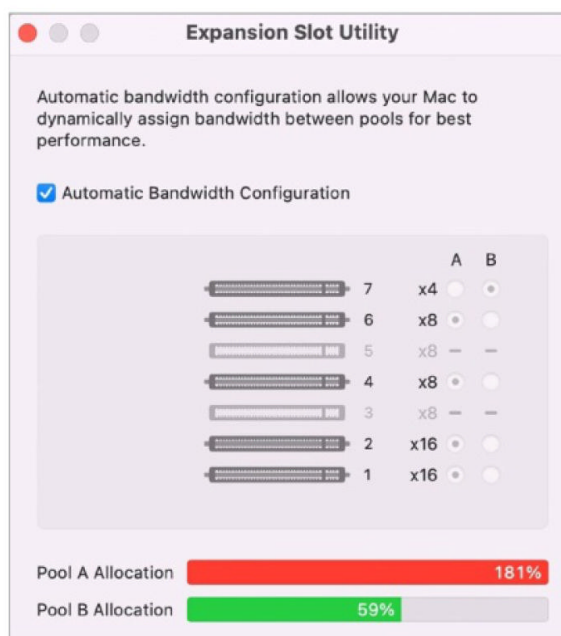 Expansion Slot Utility
Automatic bandwidth configuration allows your Mac to
dynamically assign bandwidth between pools for best
performance.
Automatic Bandwidth Configuration
A B
7 x4
6 x8
5 x8 – –
4 x8
3 x8 – –
2 x16
1 x16
Pool A Allocation 181%
Pool B Allocation 59%